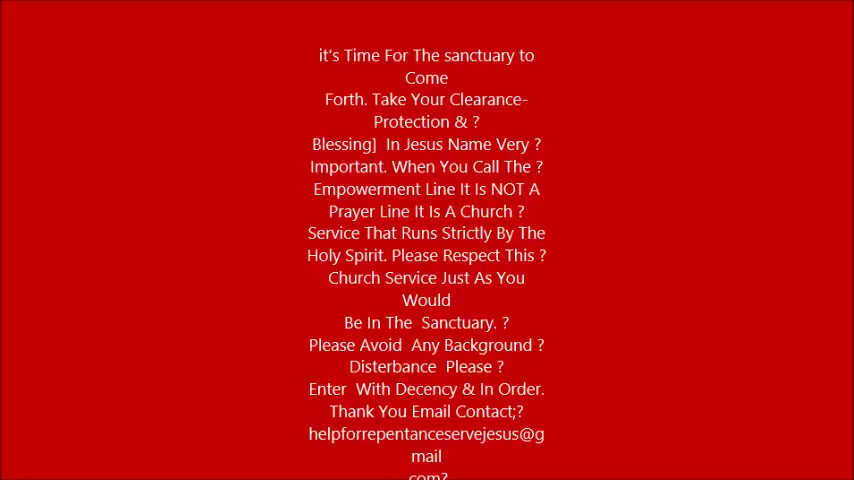 it's Time For The sanctuary to
Come
Forth. Take Your Clearance-
Protection & ?
Blessing]  In Jesus Name Very ?
Important. When You Call The ?
Empowerment Line It Is NOT A
Prayer Line It Is A Church ?
Service That Runs Strictly By The
Holy Spirit. Please Respect This ?
Church Service Just As You
Would
Be In The  Sanctuary. ?
Please Avoid  Any Background ?
Disterbance  Please ?
Enter  With Decency & In Order.
Thank You Email Contact;?
helpforrepentanceservejesus@g
mail
com?